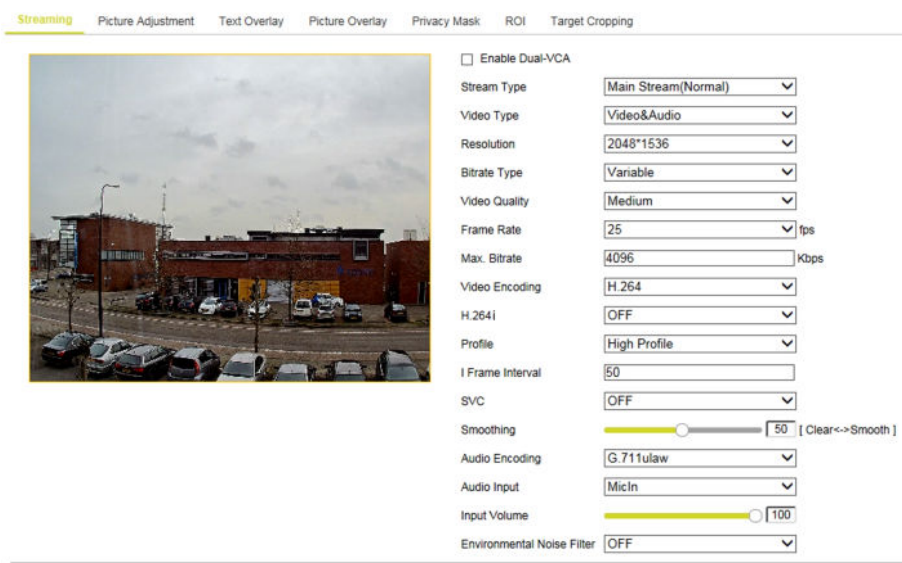 Streaming Picture Adjustment Text Overlay Picture Overlay Privacy Mask ROI Target Cropping
Enable Dual-VCA
Stream Type Main Stream(Normal)
Video Type Video&Audio
Resolution 2048*1536
Bitrate Type Variable
Video Quality Medium
Frame Rate 25 fps
Max. Bitrate 4096 Kbps
Video Encoding H.264
H.264i OFF
Profile High Profile
I Frame Interval 50
SVC OFF
Smoothing 50 [ Clear<->Smooth ]
Audio Encoding G.711ulaw
Audio Input MicIn
Input Volume 100
Environmental Noise Filter OFF